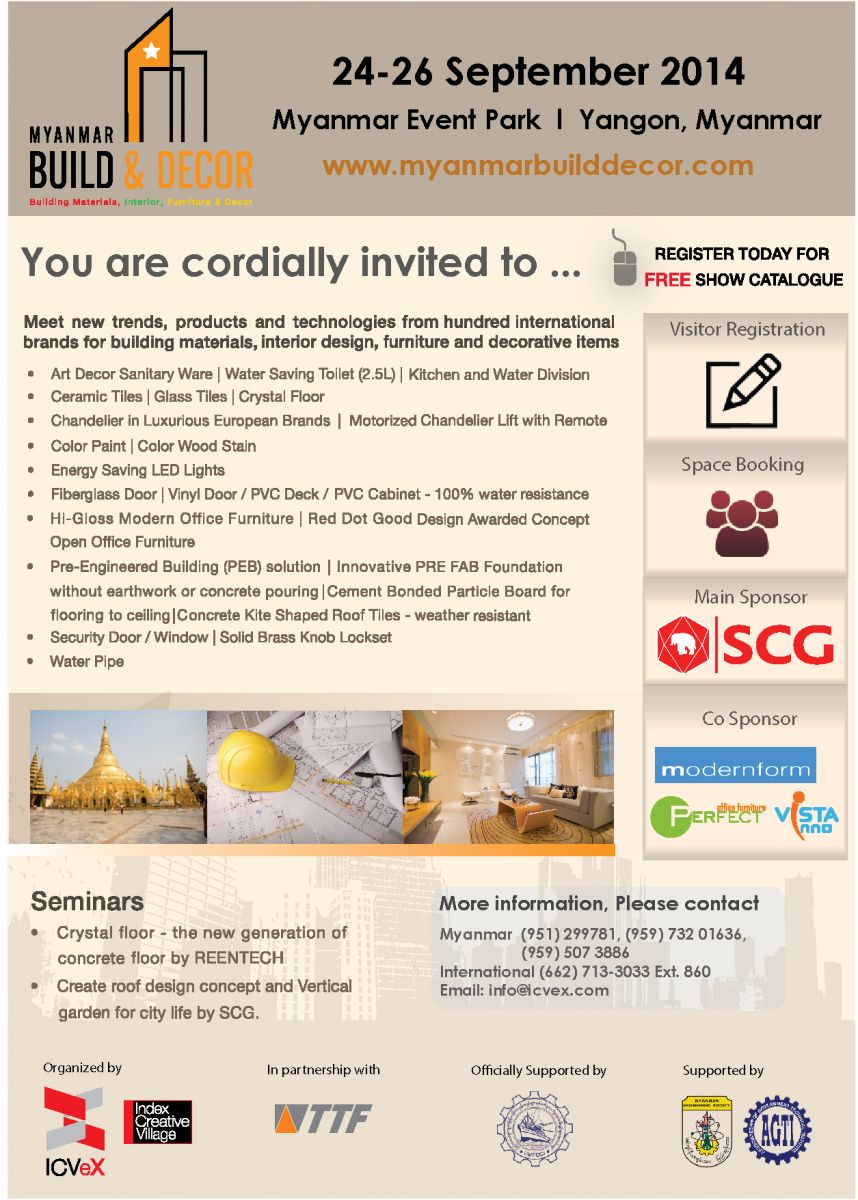 MYANMAR
BUILD & DECOR
Building Materials, Interior, Furniture & Decor
24-26 September 2014
Myanmar Event Park | Yangon, Myanmar
www.myanmarbuilddecor.com
You are cordially invited to ...
REGISTER TODAY FOR
FREE SHOW CATALOGUE
Meet new trends, products and technologies from hundred international
brands for building materials, interior design, furniture and decorative items
• Art Decor Sanitary Ware | Water Saving Toilet (2.5L) | Kitchen and Water Division
• Ceramic Tiles | Glass Tiles | Crystal Floor
• Chandelier in Luxurious European Brands | Motorized Chandelier Lift with Remote
• Color Paint | Color Wood Stain
• Energy Saving LED Lights
• Fiberglass Door | Vinyl Door / PVC Deck / PVC Cabinet - 100% water resistance
• Hi-Gloss Modern Office Furniture | Red Dot Good Design Awarded Concept
Open Office Furniture
• Pre-Engineered Building (PEB) solution | Innovative PRE FAB Foundation
without earthwork or concrete pouring | Cement Bonded Particle Board for
flooring to ceiling | Concrete Kite Shaped Roof Tiles - weather resistant
• Security Door / Window | Solid Brass Knob Lockset
• Water Pipe
Visitor Registration
Space Booking
Main Sponsor
SCG
Co Sponsor
modernform
office furniture
PERFECT
VISTA
inno
Seminars
• Crystal floor - the new generation of
concrete floor by REENTECH
• Create roof design concept and Vertical
garden for city life by SCG.
More information, Please contact
Myanmar (951) 299781, (959) 732 01636,
(959) 507 3886
International (662) 713-3033 Ext. 860
Email: info@icvex.com
Organized by
ICVeX
Index
Creative
Village
In partnership with
TTF
Officially Supported by
UMFCCI
Supported by
MYANMAR
ENGINEERING SOCIETY
AGTI